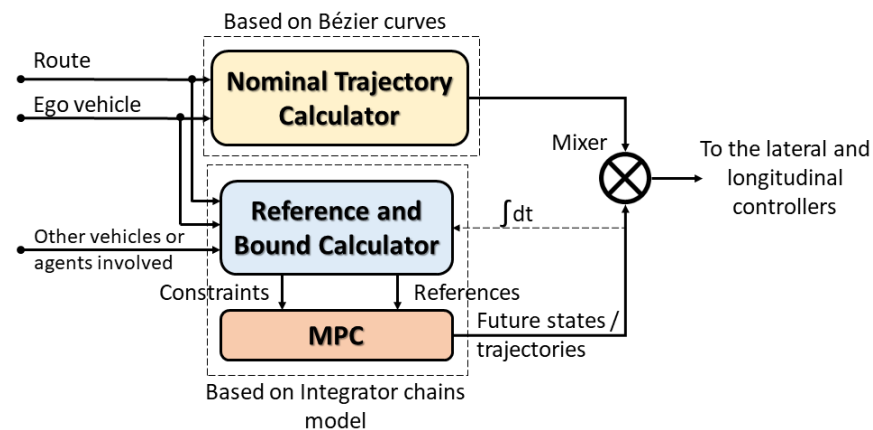 Based on Bézier curves
Route
Ego vehicle
Nominal Trajectory
Calculator
Mixer
To the lateral and
longitudinal
controllers
Reference and
Bound Calculator
∫dt
Other vehicles or
agents involved
Constraints
References
MPC
Future states /
trajectories
Based on Integrator chains
model